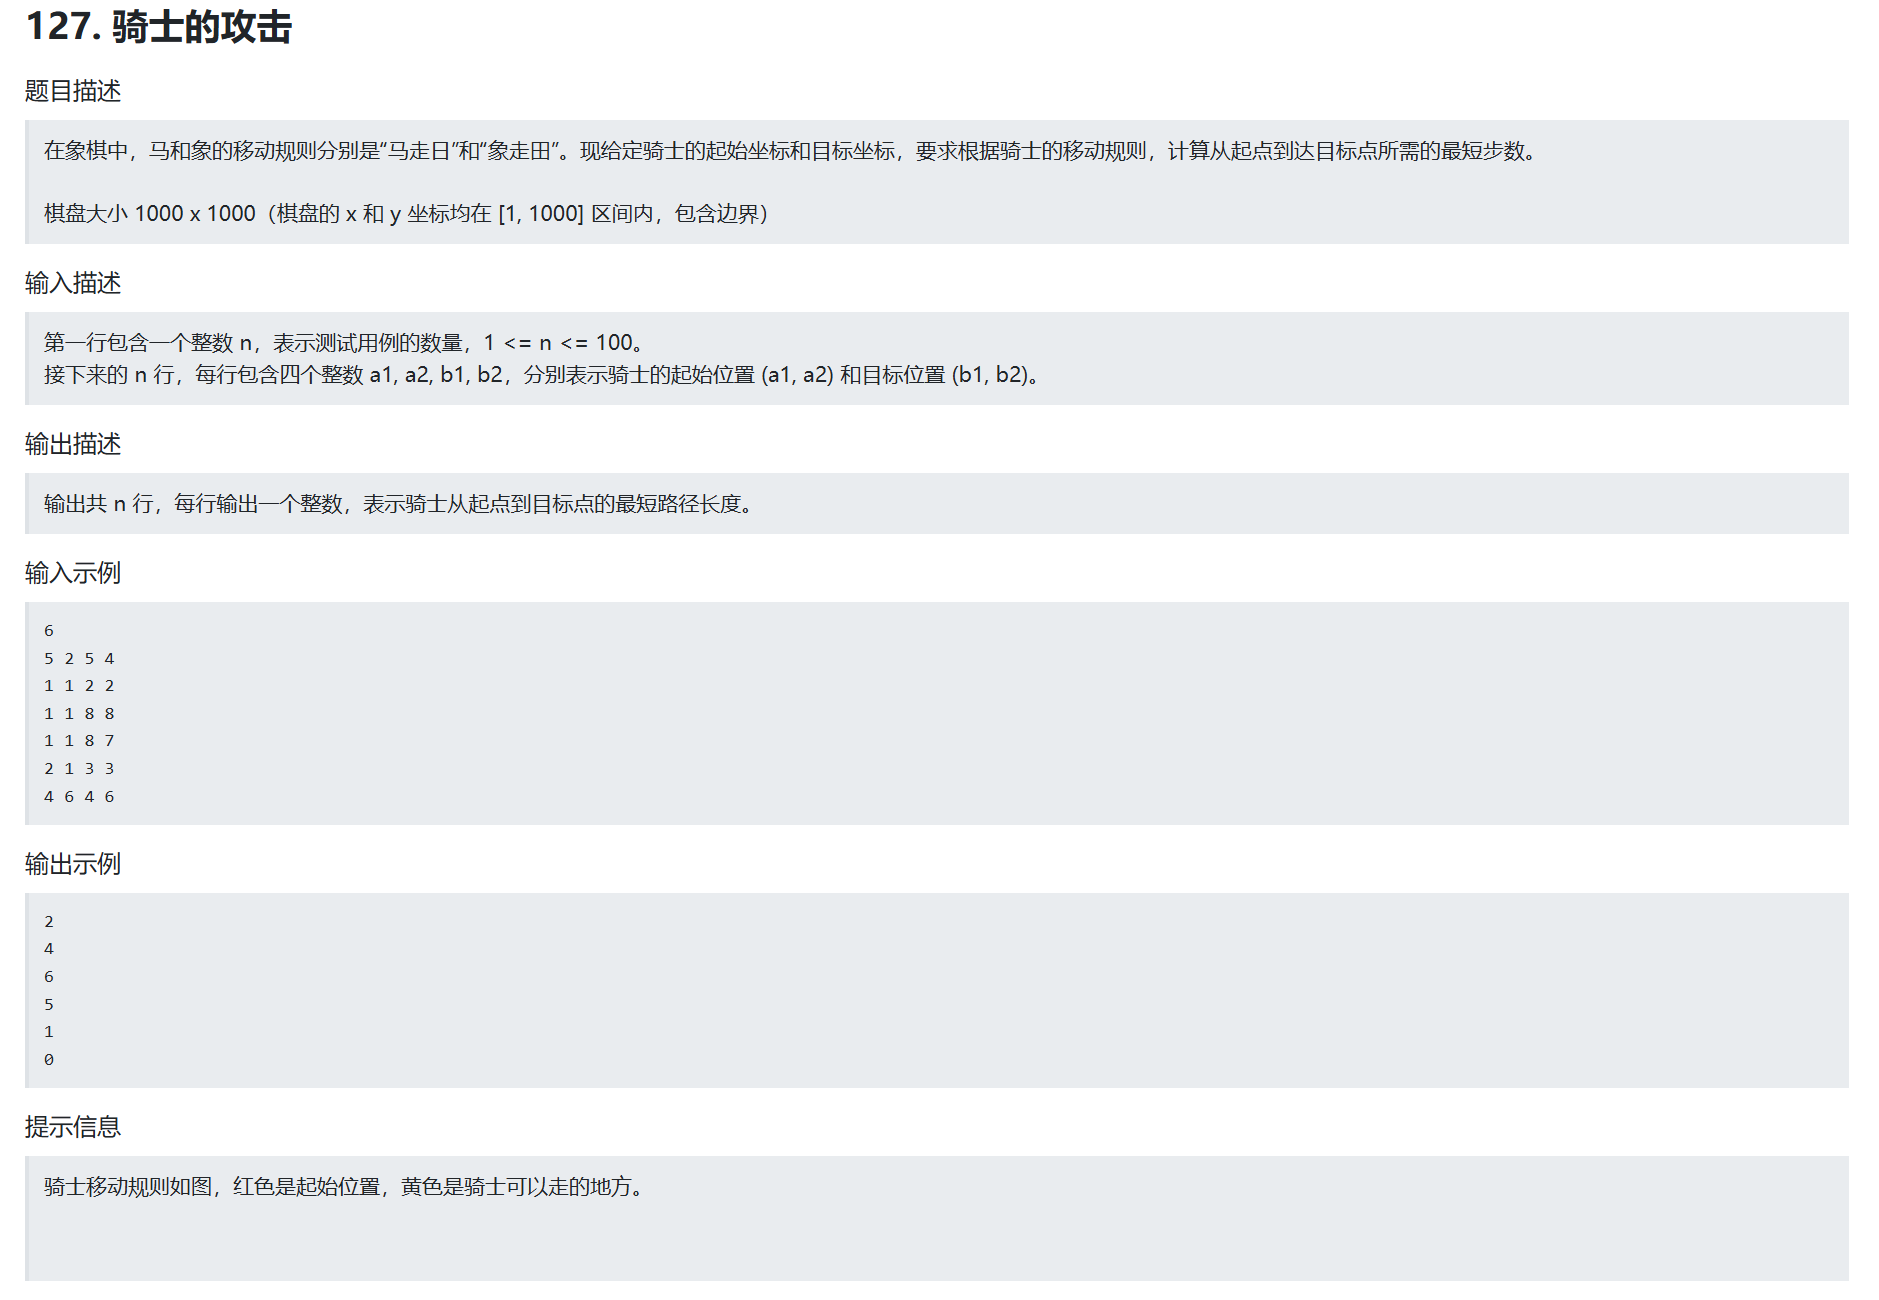 127. 骑士的攻击
题目描述
在象棋中，马和象的移动规则分别是“马走日”和“象走田”。现给定骑士的起始坐标和目标坐标，要求根据骑士的移动规则，计算从起点到达目标点所需的最短步数。
棋盘大小 1000 x 1000（棋盘的 x 和 y 坐标均在 [1, 1000] 区间内，包含边界）
输入描述
第一行包含一个整数 n，表示测试用例的数量，1 <= n <= 100。
接下来的 n 行，每行包含四个整数 a1, a2, b1, b2，分别表示骑士的起始位置 (a1, a2) 和目标位置 (b1, b2)。
输出描述
输出共 n 行，每行输出一个整数，表示骑士从起点到目标点的最短路径长度。
输入示例
6
5 2 5 4
1 1 2 2
1 1 8 8
1 1 8 7
2 1 3 3
4 6 4 6
输出示例
2
4
6
5
1
0
提示信息
骑士移动规则如图，红色是起始位置，黄色是骑士可以走的地方。